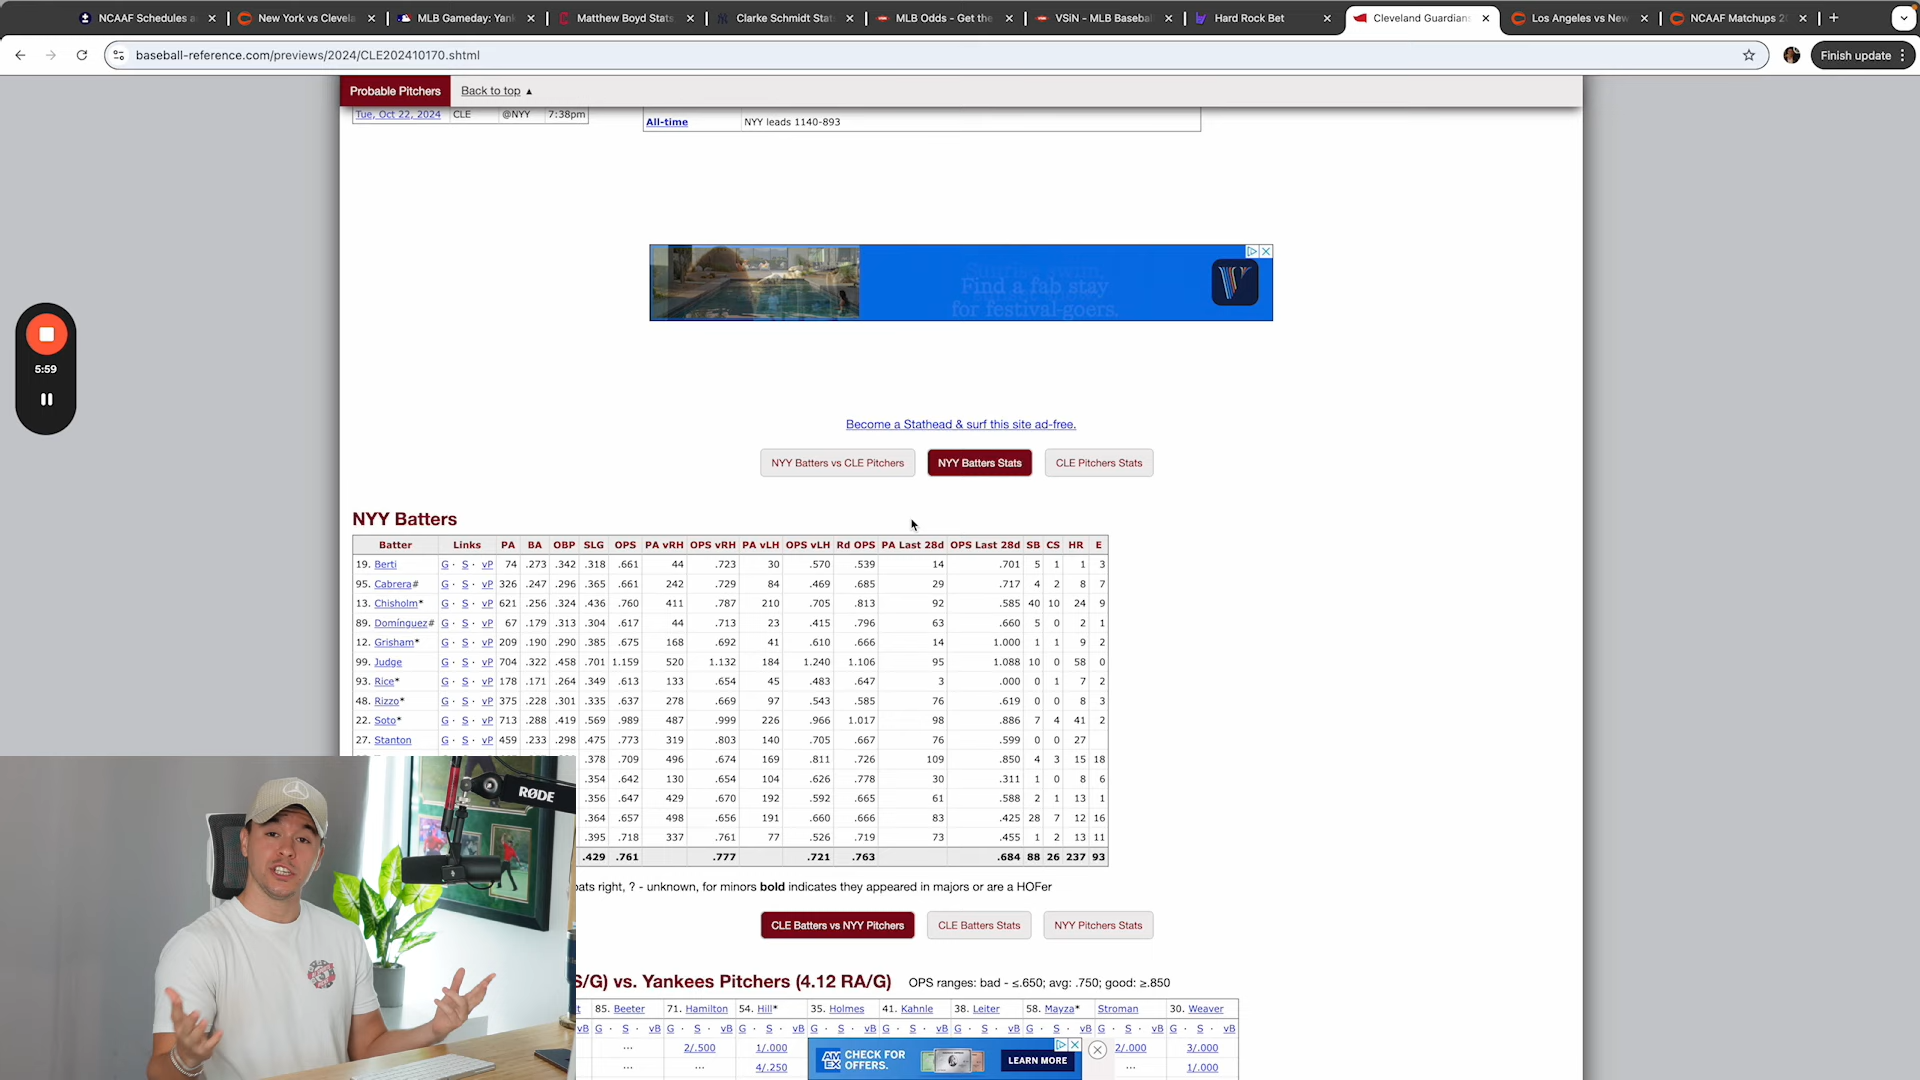 NCAAF Schedules a
New York vs Clevela
MLB Gameday: Yan
Matthew Boyd Stats
Clarke Schmidt Stat
MLB Odds - Get the
VSiN - MLB Baseba
Hard Rock Bet
Cleveland Guardian
Los Angeles vs New
NCAAF Matchups 2
baseball-reference.com/previews/2024/CLE202410170.shtml
Finish update
Probable Pitchers Back to top ▲
Tue, Oct 22, 2024 CLE @NYY 7:38pm
All-time NYY leads 1140-893
Find a fab stay
for festival-goers.
5:59
Become a Stathead & surf this site ad-free.
NYY Batters vs CLE Pitchers NYY Batters Stats CLE Pitchers Stats
NYY Batters
Batter Links PA BA OBP SLG OPS PA vRH OPS vRH PA vLH OPS vLH Rd OPS PA Last 28d OPS Last 28d SB CS HR E
19. Berti G · S · vP 74 .273 .342 .318 .661 44 .723 30 .570 .539 14 .701 5 1 1 3
95. Cabrera# G · S · vP 326 .247 .296 .365 .661 242 .729 84 .469 .685 29 .717 4 2 8 7
13. Chisholm* G · S · vP 621 .256 .324 .436 .760 411 .787 210 .705 .813 92 .585 40 10 24 9
89. Domínguez# G · S · vP 67 .179 .313 .304 .617 44 .713 23 .415 .796 63 .660 5 0 2 1
12. Grisham* G · S · vP 209 .190 .290 .385 .675 168 .692 41 .610 .666 14 1.000 1 1 9 2
99. Judge G · S · vP 704 .322 .458 .701 1.159 520 1.132 184 1.240 1.106 95 1.088 10 0 58 0
93. Rice* G · S · vP 178 .171 .264 .349 .613 133 .654 45 .483 .647 3 .000 0 1 7 2
48. Rizzo* G · S · vP 375 .228 .301 .335 .637 278 .669 97 .543 .585 76 .619 0 0 8 3
22. Soto* G · S · vP 713 .288 .419 .569 .989 487 .999 226 .966 1.017 98 .886 7 4 41 2
27. Stanton G · S · vP 459 .233 .298 .475 .773 319 .803 140 .705 .667 76 .599 0 0 27
.378 .709 496 .674 169 .811 .726 109 .850 4 3 15 18
.354 .642 130 .654 104 .626 .778 30 .311 1 0 8 6
.356 .647 429 .670 192 .592 .665 61 .588 2 1 13 1
.364 .657 498 .656 191 .660 .666 83 .425 28 7 12 16
.395 .718 337 .761 77 .526 .719 73 .455 1 2 13 11
.429 .761 .777 .721 .763 .684 88 26 237 93
RØDE
ats right, ? - unknown, for minors bold indicates they appeared in majors or are a HOFer
CLE Batters vs NYY Pitchers CLE Batters Stats NYY Pitchers Stats
/G) vs. Yankees Pitchers (4.12 RA/G) OPS ranges: bad - ≤.650; avg: .750; good: ≥.850
t 85. Beeter 71. Hamilton 54. Hill* 35. Holmes 41. Kahnle 38. Leiter 58. Mayza* Stroman 30. Weaver
vB G · S · vB G · S · vB G · S · vB G · S · vB G · S · vB G · S · vB G · S · vB G · S · vB G · S · vB
... 2/.500 1/.000 2/.000 3/.000
... ... 4/.250 ... 1/.000
AM EX CHECK FOR OFFERS. LEARN MORE